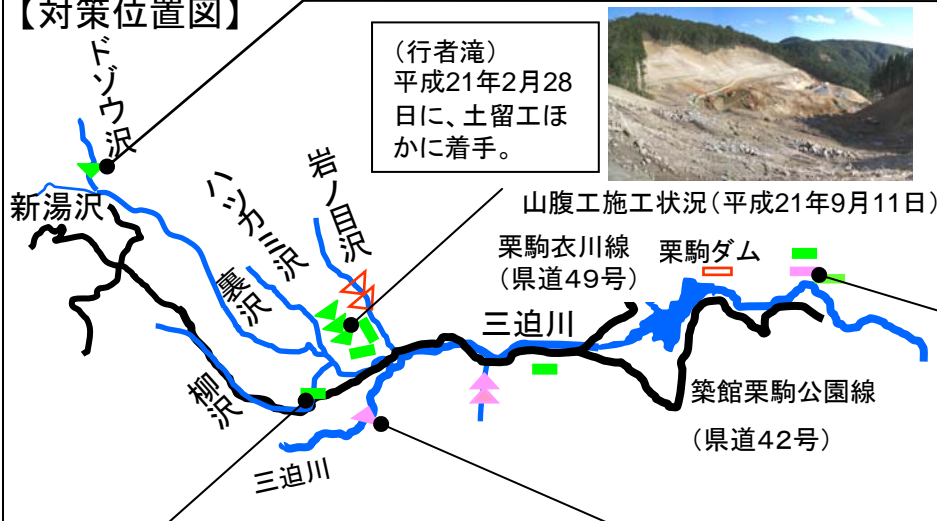 【対策位置図】
(行者滝)
平成21年2月28
日に、土留工ほ
かに着手。
山腹工施工状況(平成21年9月11日)
ドゾウ沢
新湯沢
ハツカ三沢
岩ノ目沢
裏沢
柳沢
栗駒衣川線
(県道49号)
栗駒ダム
三迫川
築館栗駒公園線
(県道42号)
三迫川